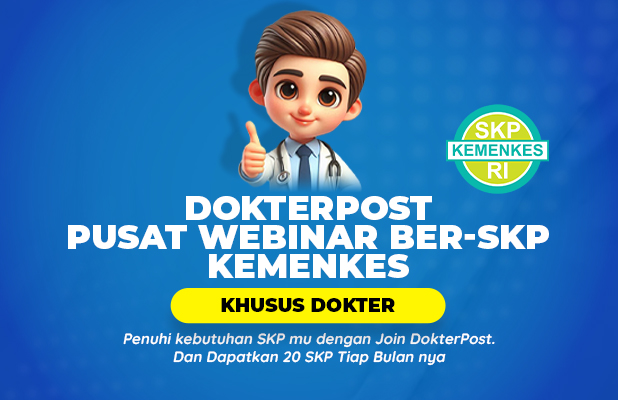 SKP
KEMENKES
RI
DOKTERPOST
PUSAT WEBINAR BER-SKP
KEMENKES
KHUSUS DOKTER
Penuhi kebutuhan SKP mu dengan Join DokterPost.
Dan Dapatkan 20 SKP Tiap Bulan nya